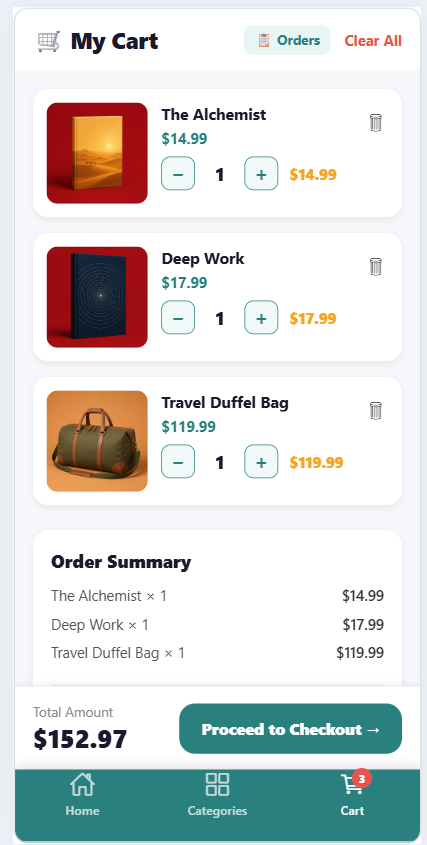 My Cart
Orders
Clear All
The Alchemist
$14.99
− 1 + $14.99
Deep Work
$17.99
− 1 + $17.99
Travel Duffel Bag
$119.99
− 1 + $119.99
Order Summary
The Alchemist × 1 $14.99
Deep Work × 1 $17.99
Travel Duffel Bag × 1 $119.99
Total Amount
$152.97
Proceed to Checkout →
3
Home Categories Cart